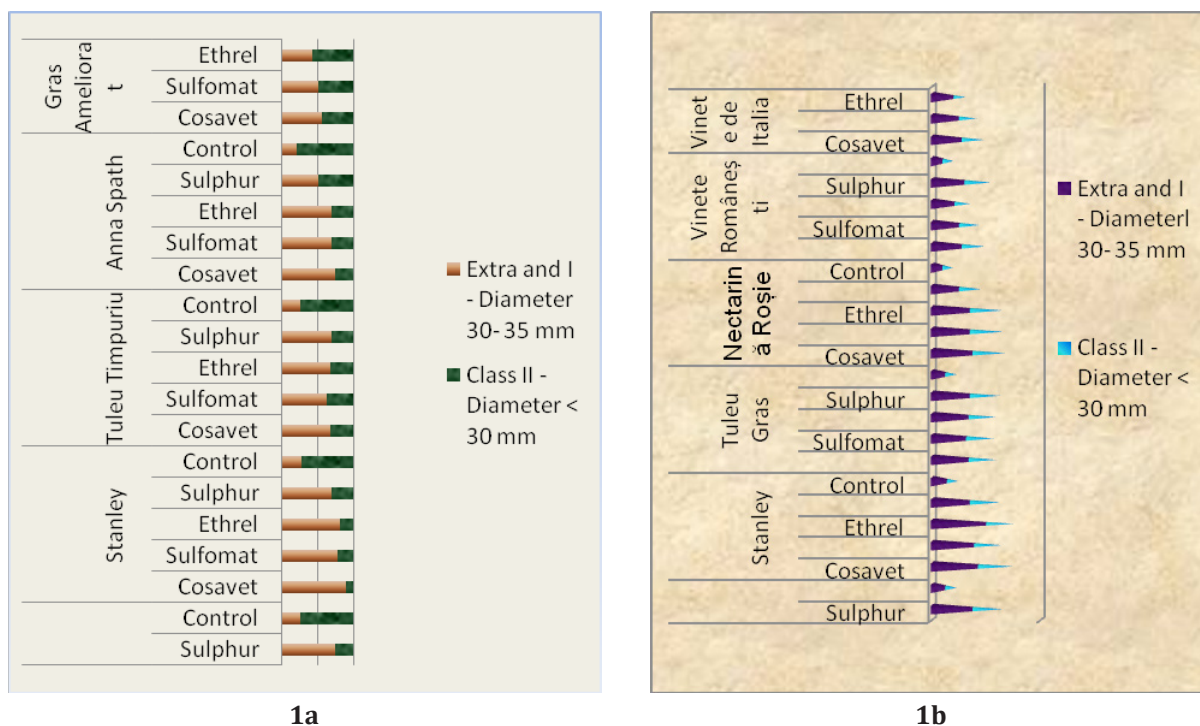 Gras
Ameliora
t
Ethrel
Sulfomat
Cosavet
Anna Spath
Control
Sulphur
Ethrel
Sulfomat
Cosavet
Tuleu Timpuriu
Control
Sulphur
Ethrel
Sulfomat
Cosavet
Stanley
Control
Sulphur
Ethrel
Sulfomat
Cosavet
Control
Sulphur
Extra and I
- Diameter
30- 35 mm
Class II -
Diameter <
30 mm
1a
Vinet
e de
Italia
Ethrel
Cosavet
Vinete
Româneș
ti
Sulphur
Sulfomat
Nectarin
ă Roșie
Control
Ethrel
Cosavet
Tuleu
Gras
Sulphur
Sulfomat
Stanley
Control
Ethrel
Cosavet
Sulphur
Extra and I
- Diameterl
30- 35 mm
Class II -
Diameter <
30 mm
1b